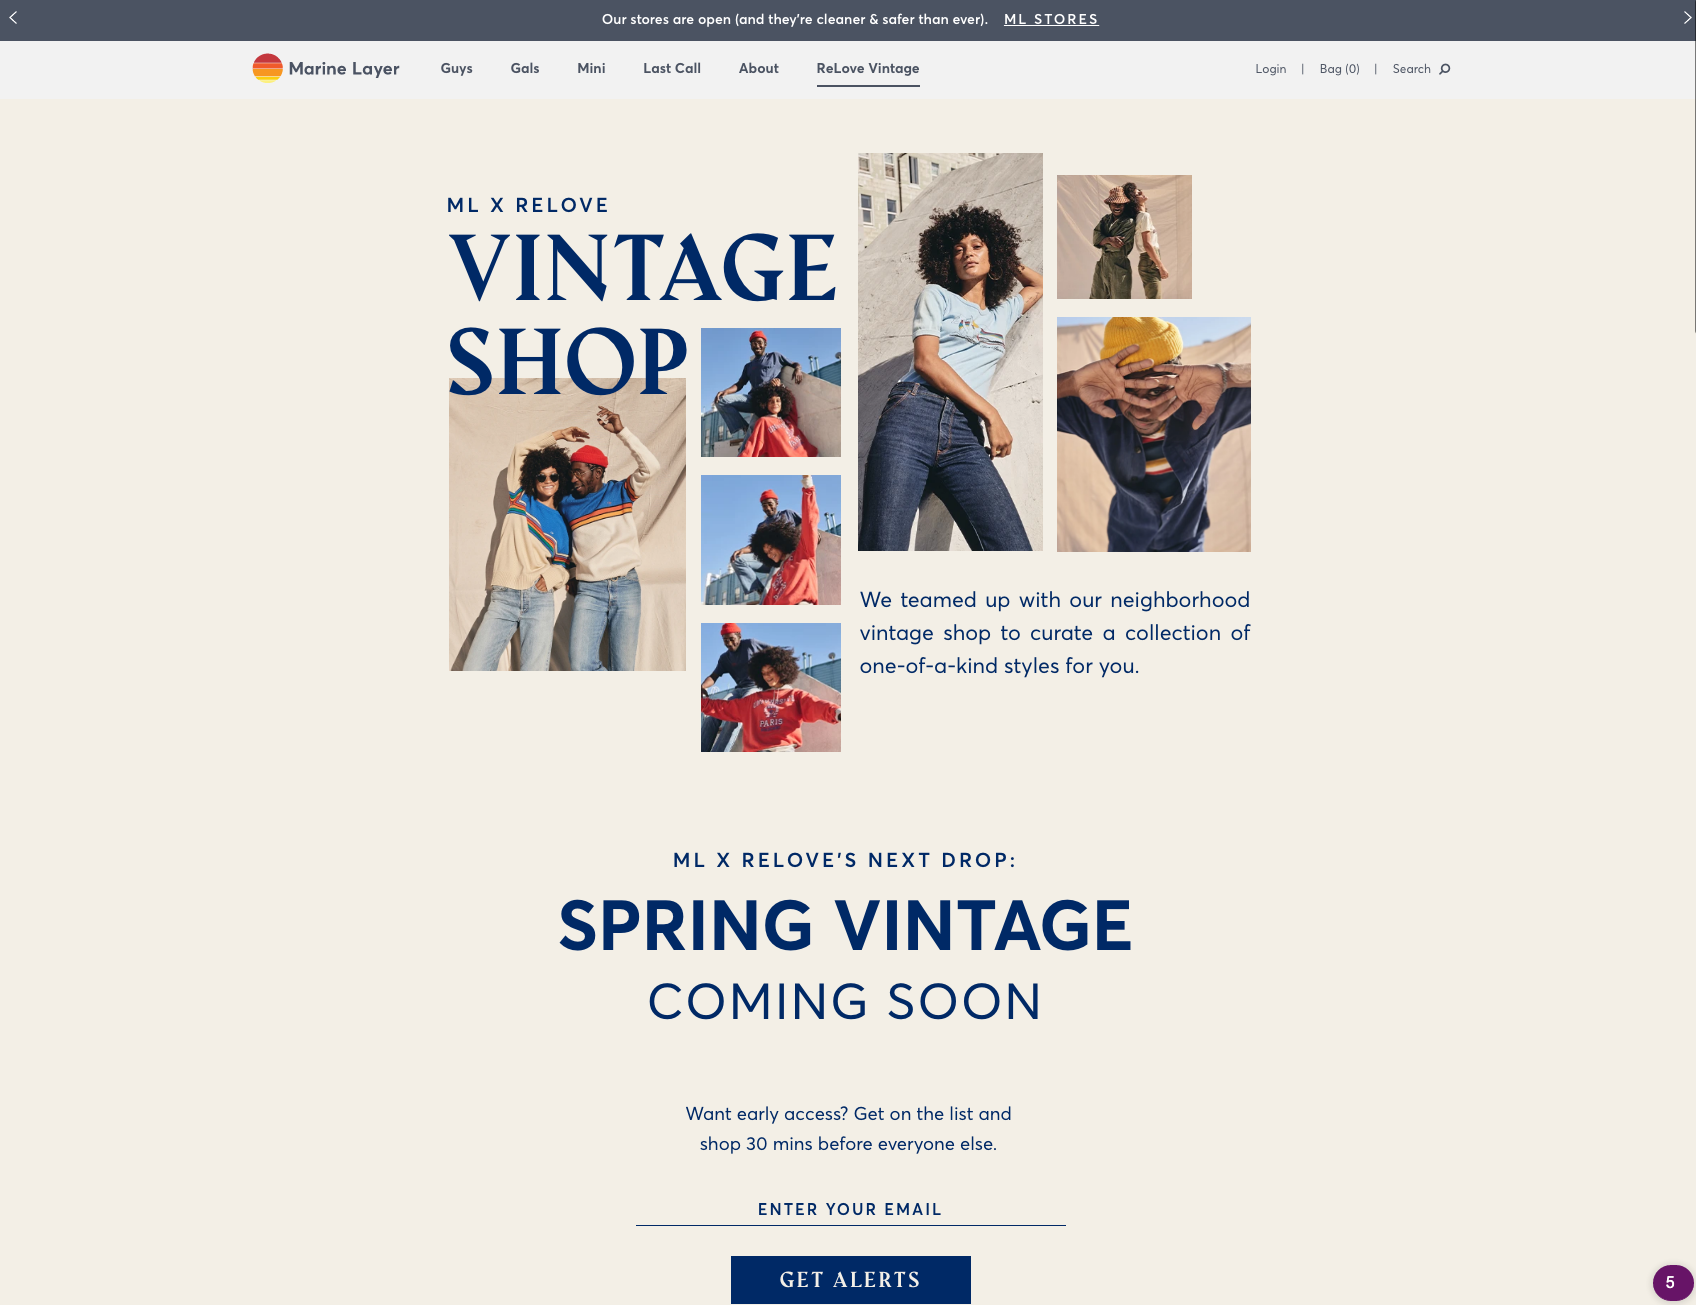 Our stores are open (and they're cleaner & safer than ever). ML STORES
Marine Layer Guys Gals Mini Last Call About ReLove Vintage Login | Bag (0) | Search
ML X RELOVE
VINTAGE
SHOP
PARIS
We teamed up with our neighborhood
vintage shop to curate a collection of
one-of-a-kind styles for you.
ML X RELOVE'S NEXT DROP:
SPRING VINTAGE
COMING SOON
Want early access? Get on the list and
shop 30 mins before everyone else.
ENTER YOUR EMAIL
GET ALERTS
5